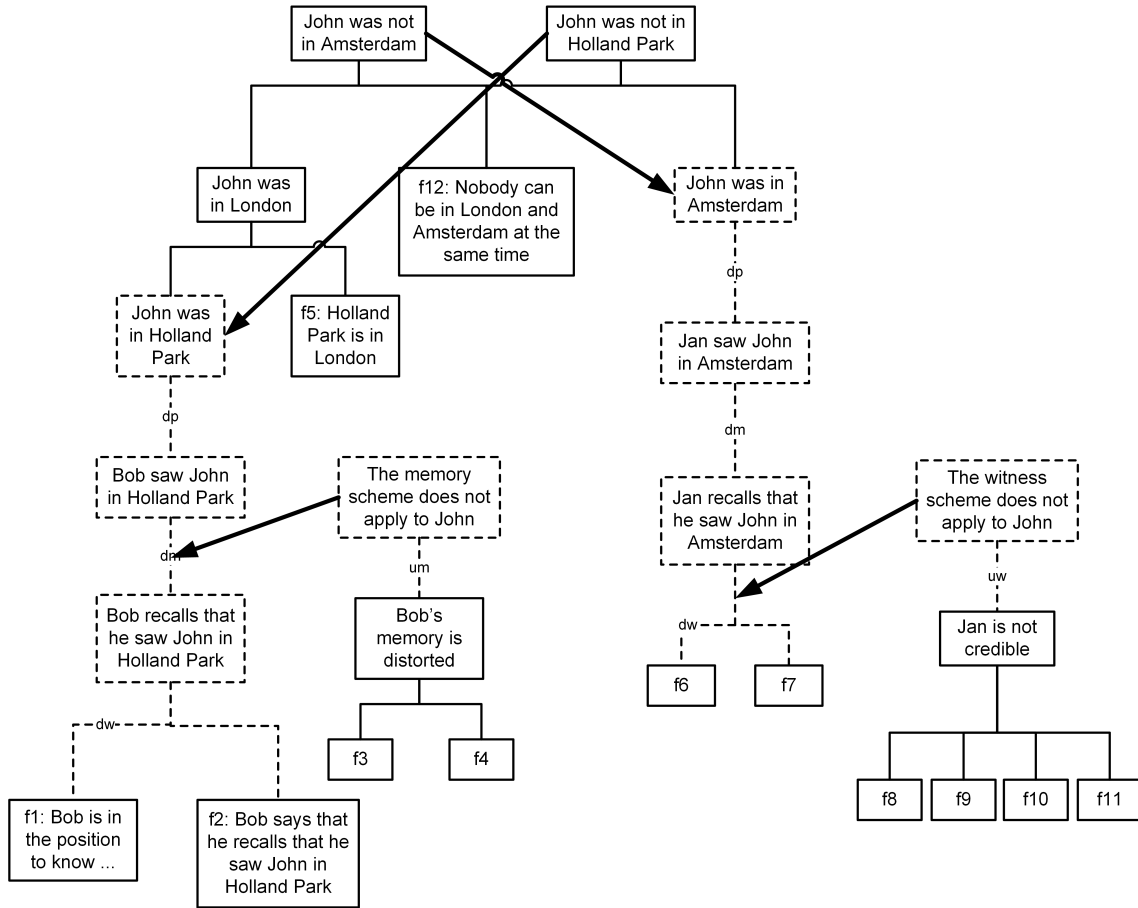 John was not
in Amsterdam
John was not in
Holland Park
John was
in London
f12: Nobody can
be in London and
Amsterdam at the
same time
John was in
Amsterdam
John was
in Holland
Park
f5: Holland
Park is in
London
dp
Jan saw John
in Amsterdam
dp
dm
Bob saw John
in Holland Park
The memory
scheme does not
apply to John
Jan recalls that
he saw John in
Amsterdam
The witness
scheme does not
apply to John
dm
um
uw
Bob recalls that
he saw John in
Holland Park
Bob's
memory is
distorted
dw
Jan is not
credible
f6
f7
dw
f3
f4
f8
f9
f10
f11
f1: Bob is in
the position
to know ...
f2: Bob says that
he recalls that he
saw John in
Holland Park